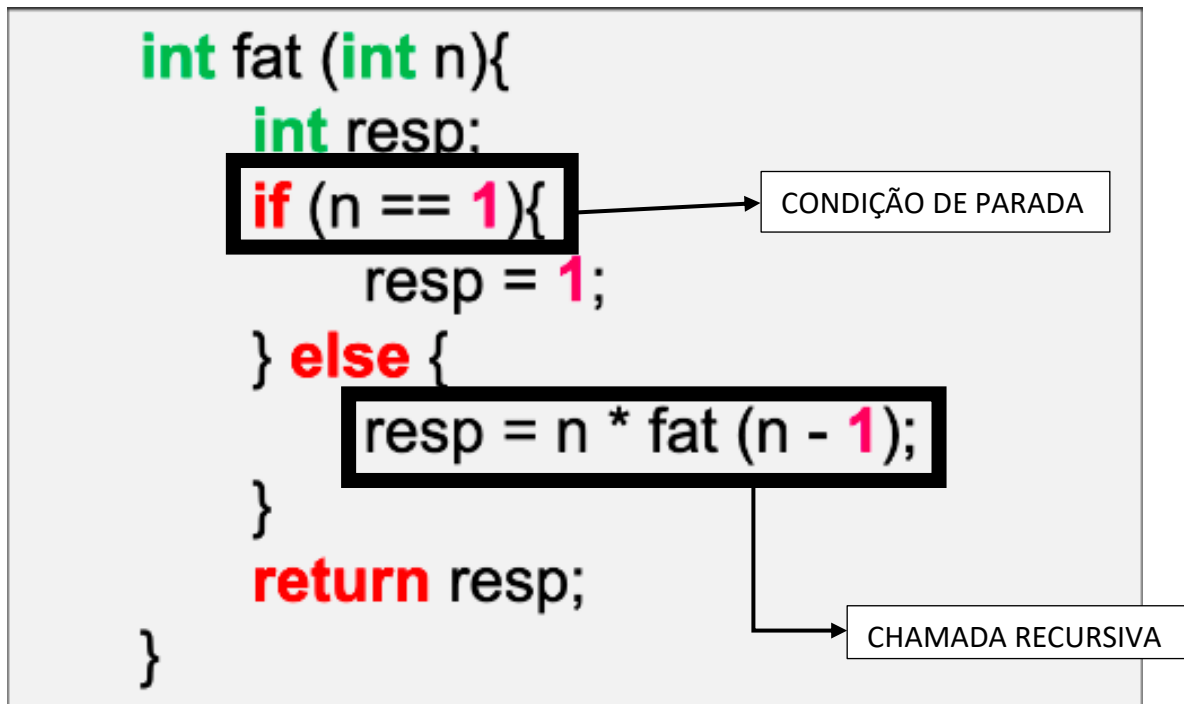 int fat (int n){
int resp;
if (n == 1){
CONDIÇÃO DE PARADA
resp = 1;
} else {
resp = n * fat (n - 1);
}
return resp;
CHAMADA RECURSIVA
}